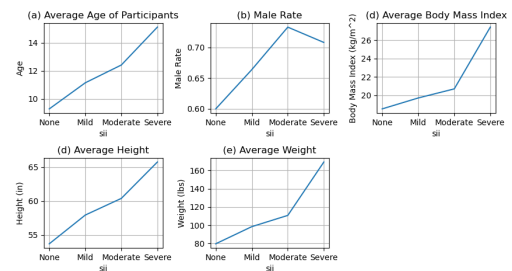 (a) Average Age of Participants
14
12
10
Age
None Mild Moderate Severe
sii
(b) Male Rate
0.70
0.65
0.60
Male Rate
None Mild Moderate Severe
sii
(d) Average Body Mass Index
26
24
22
20
Body Mass Index (kg/m^2)
None Mild Moderate Severe
sii
(d) Average Height
65
60
55
Height (in)
None Mild Moderate Severe
sii
(e) Average Weight
160
140
120
100
80
Weight (lbs)
None Mild Moderate Severe
sii